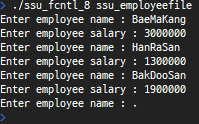 > ./ssu_fcntl_8 ssu_employeefile
Enter employee name : BaeMaKang
Enter employee salary : 3000000
Enter employee name : HanRaSan
Enter employee salary : 1300000
Enter employee name : BakDooSan
Enter employee salary : 1900000
Enter employee name : .
>